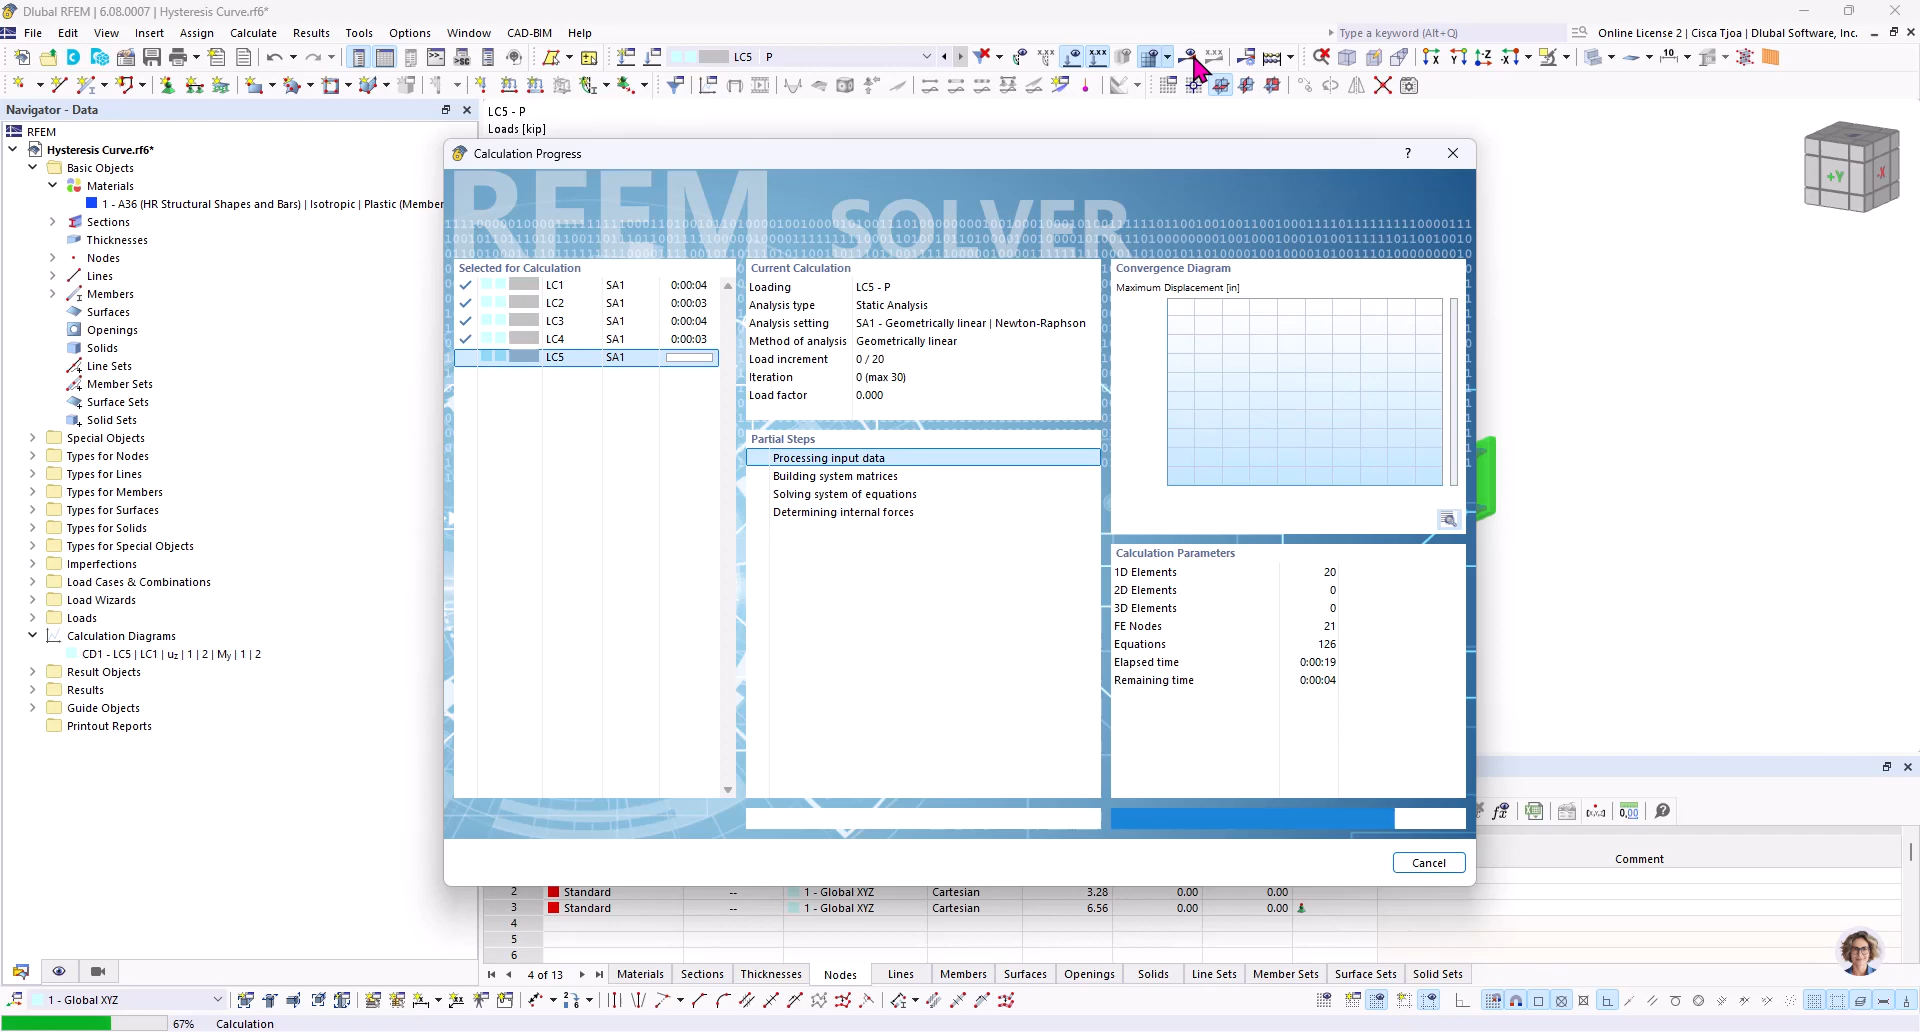 Dlubal RFEM | 6.08.0007 | Hysteresis Curve.rf6*
File Edit View Insert Assign Calculate Results Tools Options Window CAD-BIM Help
Type a keyword (Alt+Q)
Online License 2 | Cisca Tjoa | Dlubal Software, Inc.
LC5 P
Navigator - Data
RFEM
Hysteresis Curve.rf6*
Basic Objects
Materials
1 - A36 (HR Structural Shapes and Bars) | Isotropic | Plastic (Member
Sections
Thicknesses
Nodes
Lines
Members
Surfaces
Openings
Solids
Line Sets
Member Sets
Surface Sets
Solid Sets
Special Objects
Types for Nodes
Types for Lines
Types for Members
Types for Surfaces
Types for Solids
Types for Special Objects
Imperfections
Load Cases & Combinations
Load Wizards
Loads
Calculation Diagrams
CD1 - LC5 | LC1 | uz | 1 | 2 | My | 1 | 2
Result Objects
Results
Guide Objects
Printout Reports
LC5 - P
Loads [kip]
Calculation Progress
RFEM SOLVER
Selected for Calculation
LC1 SA1 0:00:04
LC2 SA1 0:00:03
LC3 SA1 0:00:04
LC4 SA1 0:00:03
LC5 SA1
Current Calculation
Loading LC5 - P
Analysis type Static Analysis
Analysis setting SA1 - Geometrically linear | Newton-Raphson
Method of analysis Geometrically linear
Load increment 0 / 20
Iteration 0 (max 30)
Load factor 0.000
Partial Steps
Processing input data
Building system matrices
Solving system of equations
Determining internal forces
Convergence Diagram
Maximum Displacement [in]
Calculation Parameters
1D Elements 20
2D Elements 0
3D Elements 0
FE Nodes 21
Equations 126
Elapsed time 0:00:19
Remaining time 0:00:04
Cancel
+Y -X
Comment
2 Standard -- 1 - Global XYZ Cartesian 3.28 0.00 0.00
3 Standard -- 1 - Global XYZ Cartesian 6.56 0.00 0.00
4
5
6
4 of 13 Materials Sections Thicknesses Nodes Lines Members Surfaces Openings Solids Line Sets Member Sets Surface Sets Solid Sets
1 - Global XYZ
67% Calculation